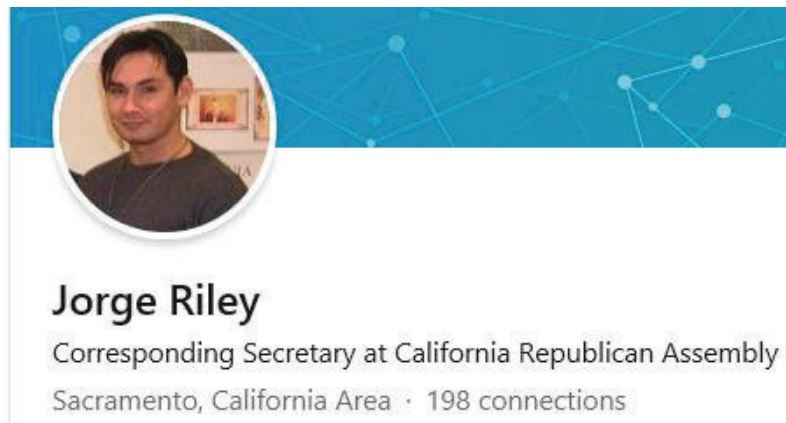 Jorge Riley
Corresponding Secretary at California Republican Assembly
Sacramento, California Area · 198 connections